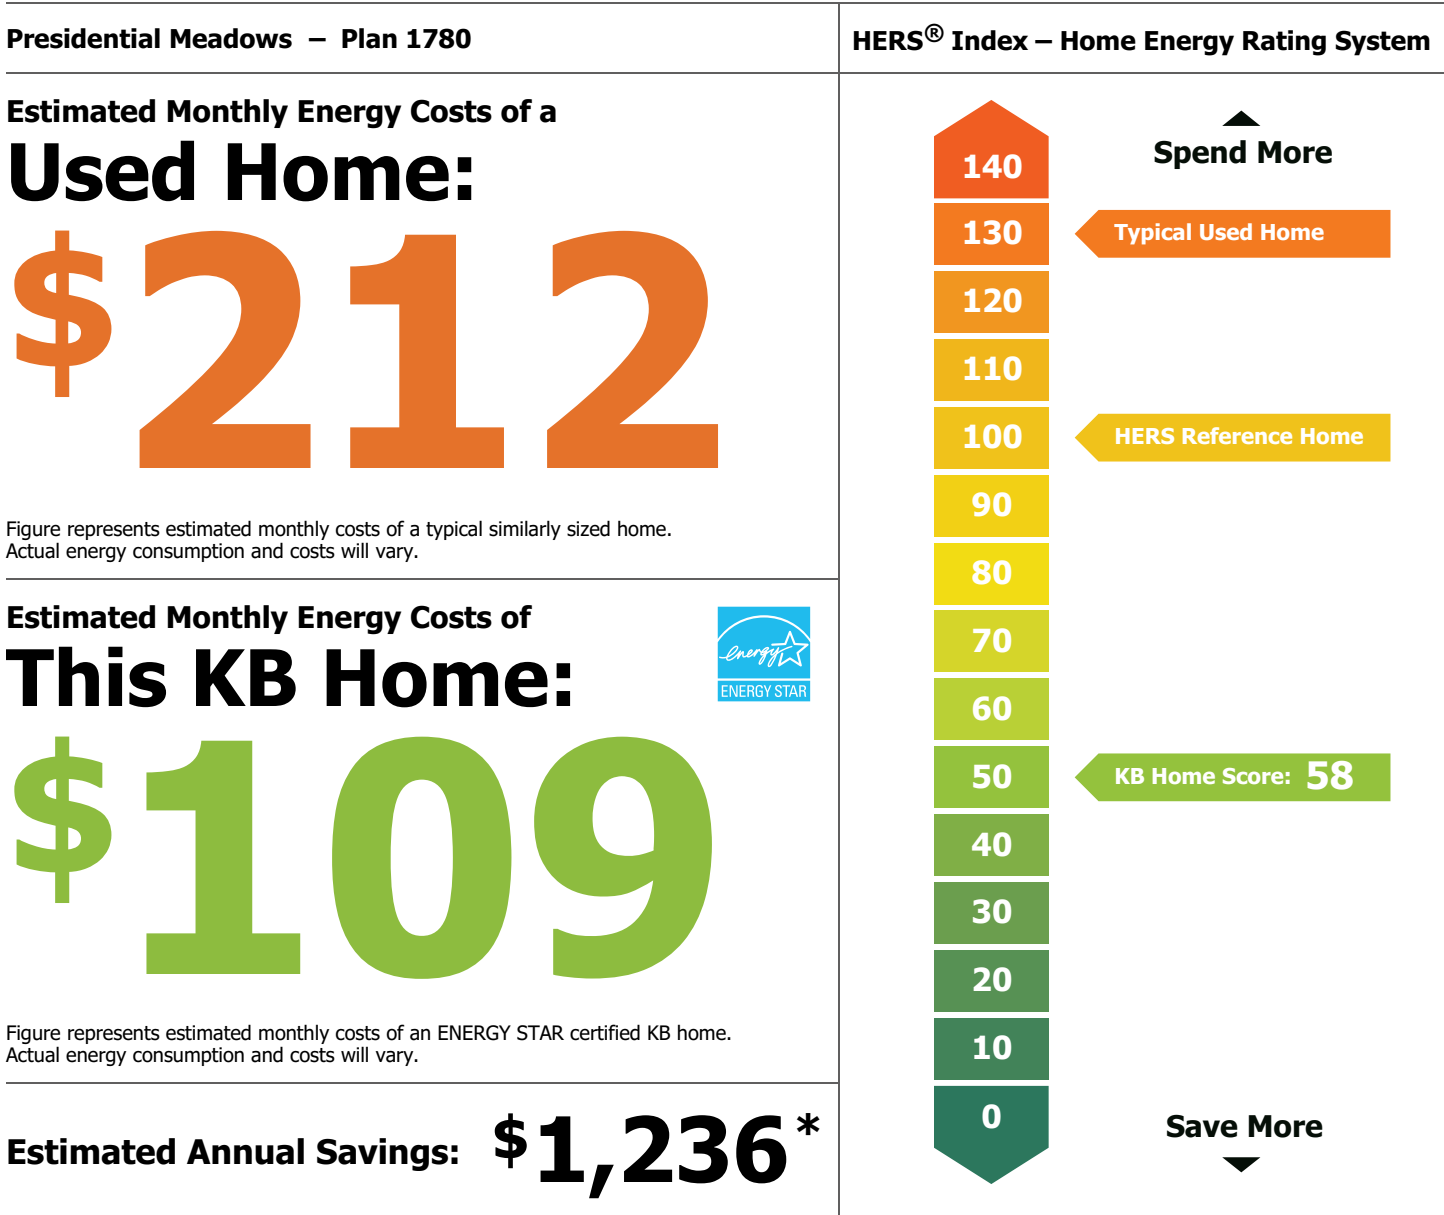 Presidential Meadows – Plan 1780
Estimated Monthly Energy Costs of a
Used Home:
$212
Figure represents estimated monthly costs of a typical similarly sized home.
Actual energy consumption and costs will vary.
Estimated Monthly Energy Costs of
This KB Home:
energy
ENERGY STAR
$109
Figure represents estimated monthly costs of an ENERGY STAR certified KB home.
Actual energy consumption and costs will vary.
Estimated Annual Savings: $1,236*
HERS® Index – Home Energy Rating System
Spend More
140
130
Typical Used Home
120
110
100
HERS Reference Home
90
80
70
60
50
KB Home Score: 58
40
30
20
10
0
Save More